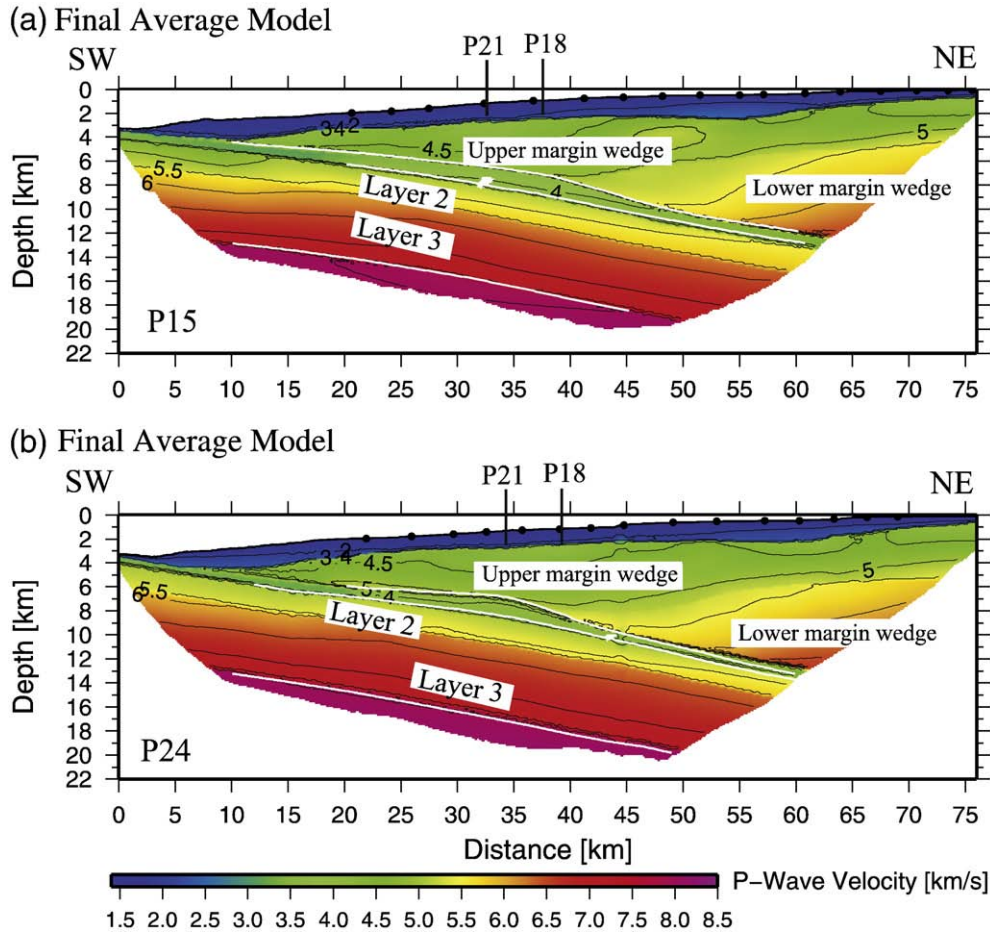 (a) Final Average Model
SW P21 P18 NE
0
2
4
6
8
10
12
14
16
18
20
22
Depth [km]
3 4 2
4.5
5
5.5
6
4
Upper margin wedge
Lower margin wedge
Layer 2
Layer 3
P15
0 5 10 15 20 25 30 35 40 45 50 55 60 65 70 75
(b) Final Average Model
SW P21 P18 NE
0
2
4
6
8
10
12
14
16
18
20
22
Depth [km]
3 4 2
4.5
5
6 5.5
5 4
Upper margin wedge
Lower margin wedge
Layer 2
Layer 3
P24
0 5 10 15 20 25 30 35 40 45 50 55 60 65 70 75
Distance [km]
P-Wave Velocity [km/s]
1.5 2.0 2.5 3.0 3.5 4.0 4.5 5.0 5.5 6.0 6.5 7.0 7.5 8.0 8.5